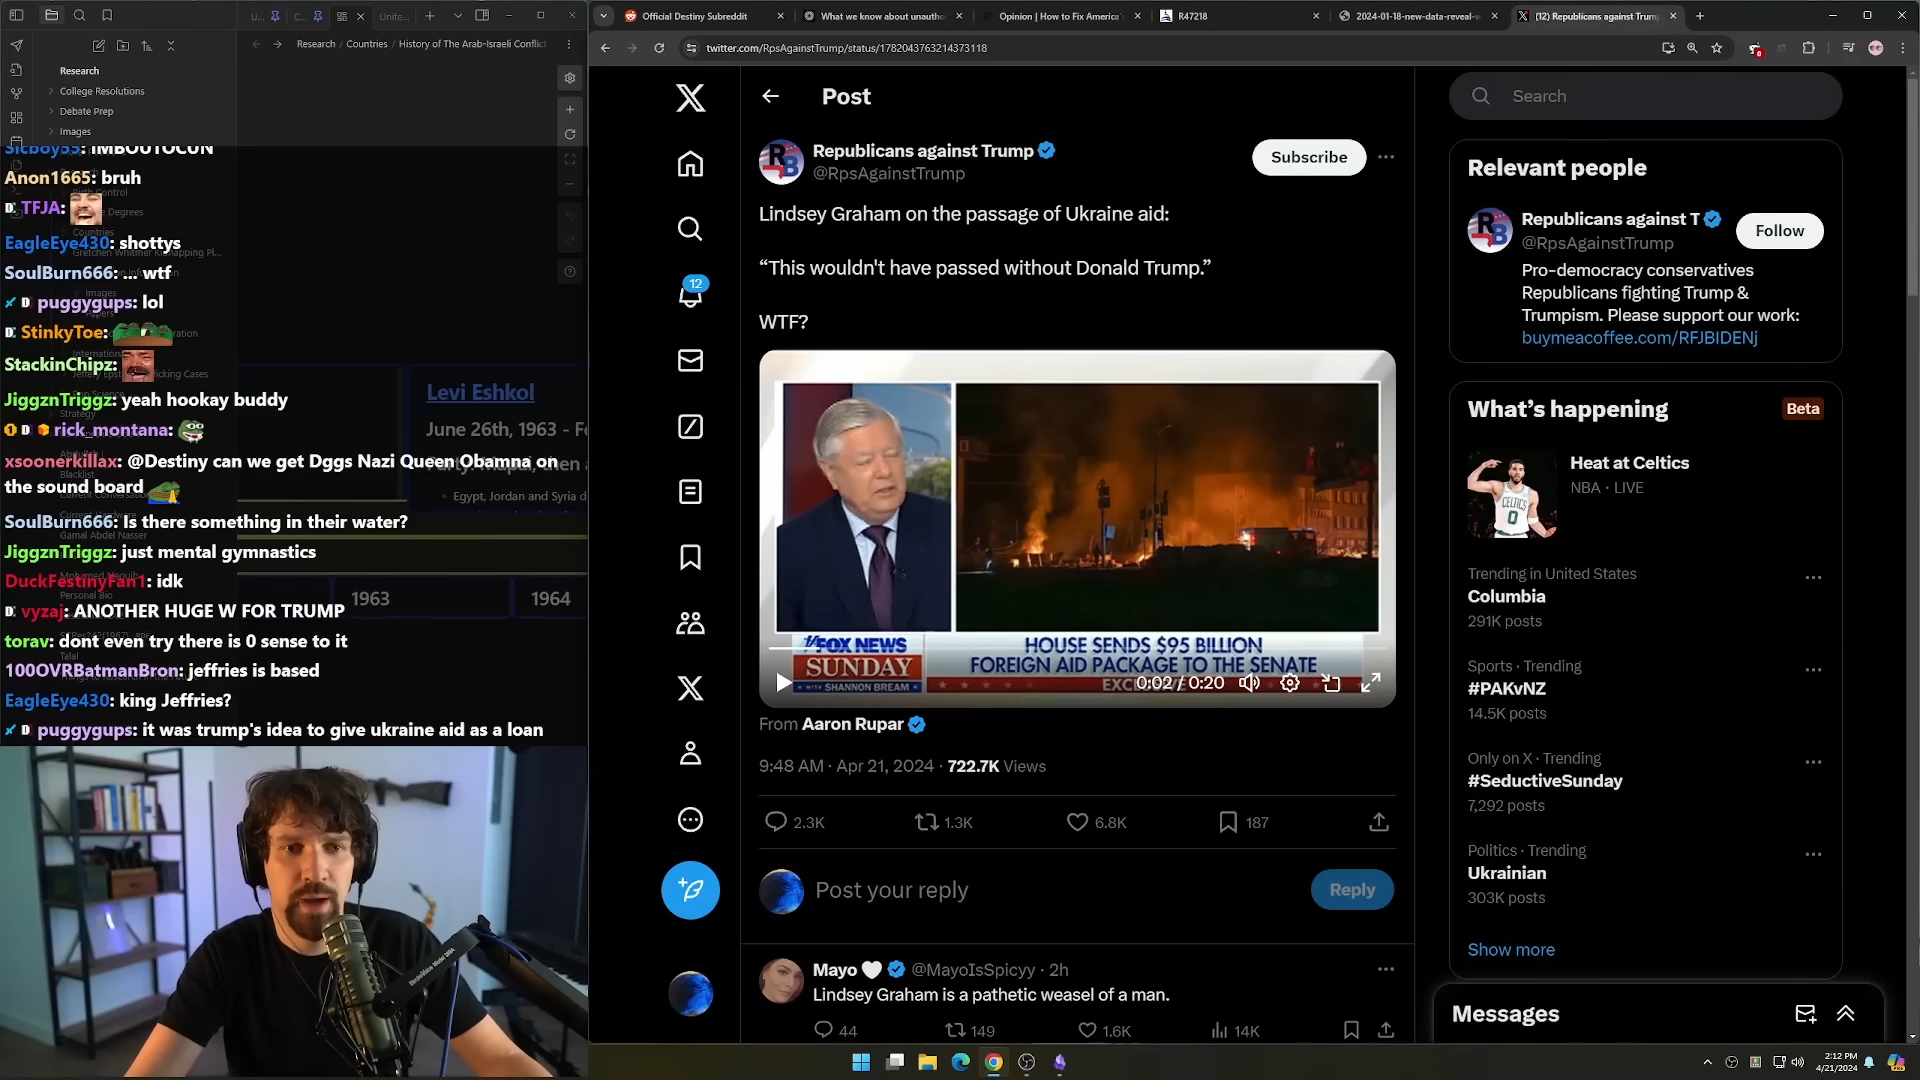 Research / Countries / History of The Arab-Israeli Conflict
Research
College Resolutions
Debate Prep
Images
Anon1665: bruh
TFJA:
EagleEye430: shottys
SoulBurn666: ... wtf
puggygups: lol
StinkyToe:
StackinChipz:
JiggznTriggz: yeah hookay buddy
rick_montana:
xsoonerkillax: @Destiny can we get Dggs Nazi Queen Obamna on
the sound board
SoulBurn666: Is there something in their water?
JiggznTriggz: just mental gymnastics
DuckFestinyFan1: idk
vyzaj: ANOTHER HUGE W FOR TRUMP
torav: dont even try there is 0 sense to it
100OVRBatmanBron: jeffries is based
EagleEye430: king Jeffries?
puggygups: it was trump's idea to give ukraine aid as a loan
Levi Eshkol
June 26th, 1963 - Fe
Egypt, Jordan and Syria d
1963
1964
Official Destiny Subreddit
What we know about unautho
Opinion | How to Fix America'
R47218
2024-01-18-new-data-reveal-
(12) Republicans against Trum
twitter.com/RpsAgainstTrump/status/1782043763214373118
Post
Republicans against Trump
@RpsAgainstTrump
Subscribe
Lindsey Graham on the passage of Ukraine aid:
“This wouldn't have passed without Donald Trump.”
WTF?
12
FOX NEWS
SUNDAY
WITH SHANNON BREAM
HOUSE SENDS $95 BILLION
FOREIGN AID PACKAGE TO THE SENATE
0:02 / 0:20
From Aaron Rupar
9:48 AM · Apr 21, 2024 · 722.7K Views
2.3K
1.3K
6.8K
187
Post your reply
Reply
Mayo @MayoIsSpicyy · 2h
Lindsey Graham is a pathetic weasel of a man.
44
149
1.6K
14K
Search
Relevant people
Republicans against T
@RpsAgainstTrump
Follow
Pro-democracy conservatives
Republicans fighting Trump &
Trumpism. Please support our work:
buymeacoffee.com/RFJBIDENj
What’s happening
Beta
Heat at Celtics
NBA · LIVE
Trending in United States
Columbia
291K posts
Sports · Trending
#PAKvNZ
14.5K posts
Only on X · Trending
#SeductiveSunday
7,292 posts
Politics · Trending
Ukrainian
303K posts
Show more
Messages
2:12 PM
4/21/2024